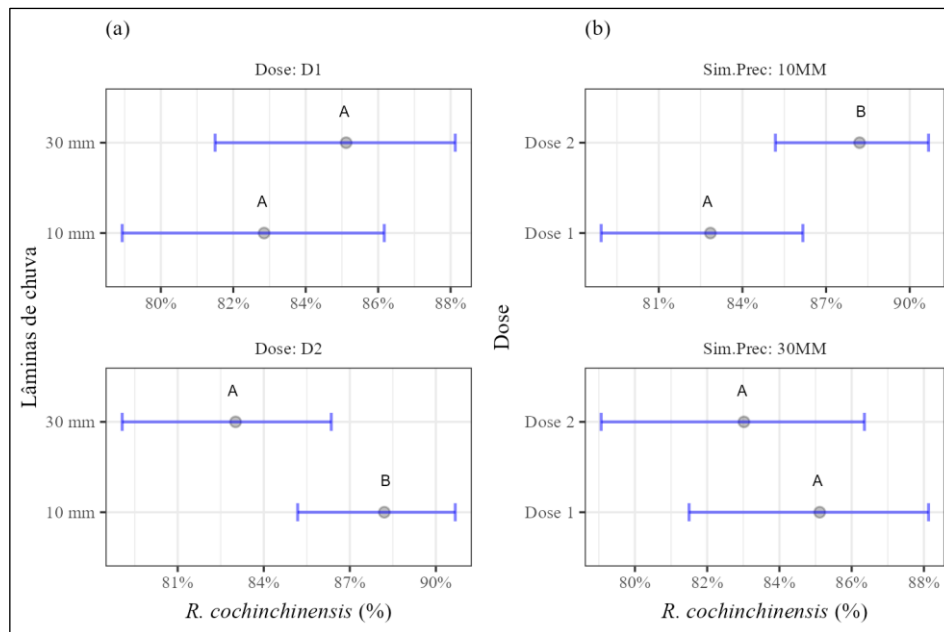 (a)
Dose: D1
A
30 mm
A
10 mm
80% 82% 84% 86% 88%
Dose: D2
A
30 mm
B
10 mm
81% 84% 87% 90%
Lâminas de chuva
R. cochinchinensis (%)
(b)
Sim.Prec: 10MM
B
Dose 2
A
Dose 1
81% 84% 87% 90%
Sim.Prec: 30MM
A
Dose 2
A
Dose 1
80% 82% 84% 86% 88%
Dose
R. cochinchinensis (%)